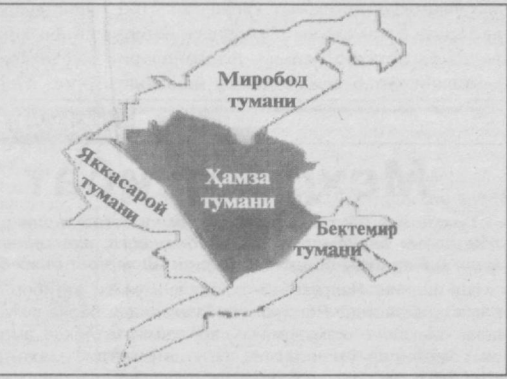 Миробод
тумани
Яккасарой
тумани
Ҳамза
тумани
Бектемир
тумани